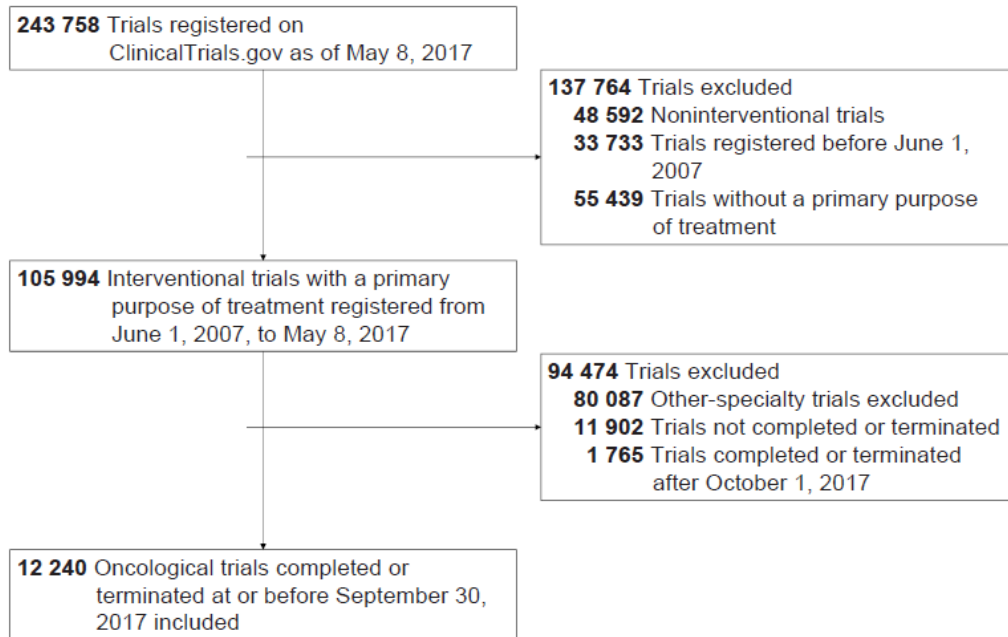 243 758 Trials registered on
ClinicalTrials.gov as of May 8, 2017
137 764 Trials excluded
48 592 Noninterventional trials
33 733 Trials registered before June 1,
2007
55 439 Trials without a primary purpose
of treatment
105 994 Interventional trials with a primary
purpose of treatment registered from
June 1, 2007, to May 8, 2017
94 474 Trials excluded
80 087 Other-specialty trials excluded
11 902 Trials not completed or terminated
1 765 Trials completed or terminated
after October 1, 2017
12 240 Oncological trials completed or
terminated at or before September 30,
2017 included